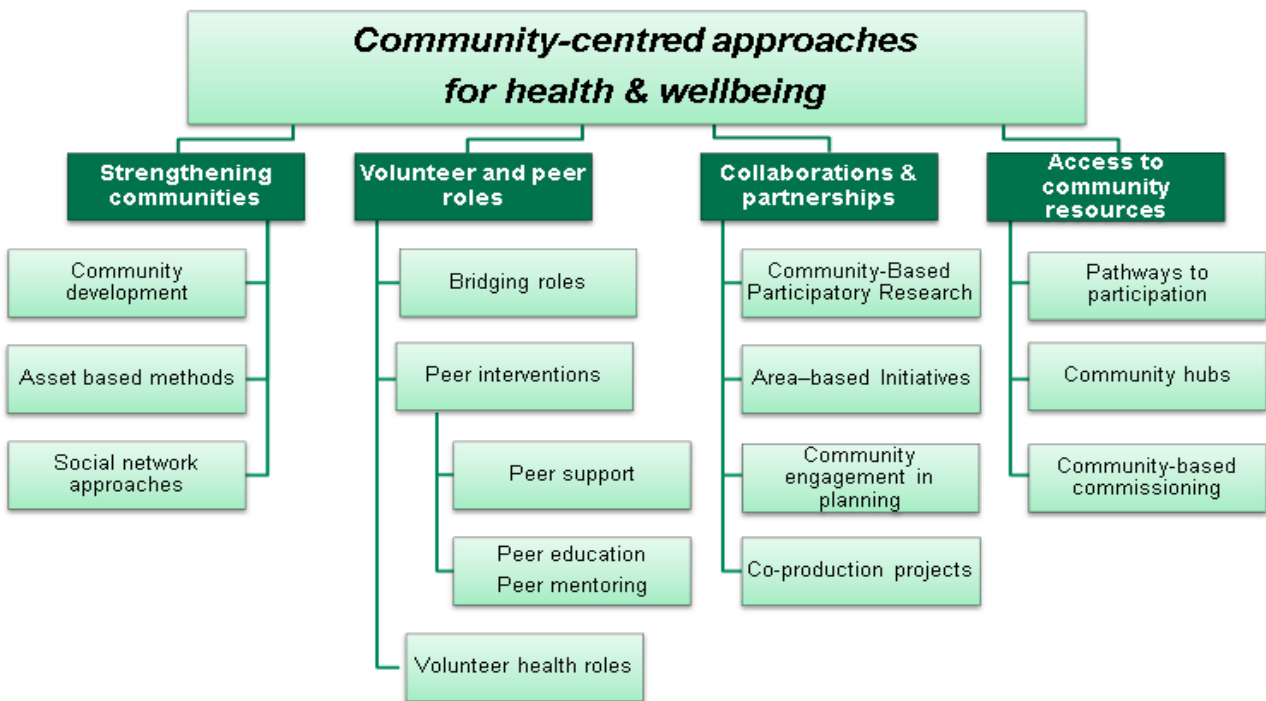 Community-centred approaches
for health & wellbeing
Strengthening
communities
Community
development
Asset based methods
Social network
approaches
Volunteer and peer
roles
Bridging roles
Peer interventions
Peer support
Peer education
Peer mentoring
Volunteer health roles
Collaborations &
partnerships
Community-Based
Participatory Research
Area–based Initiatives
Community
engagement in
planning
Co-production projects
Access to
community
resources
Pathways to
participation
Community hubs
Community-based
commissioning